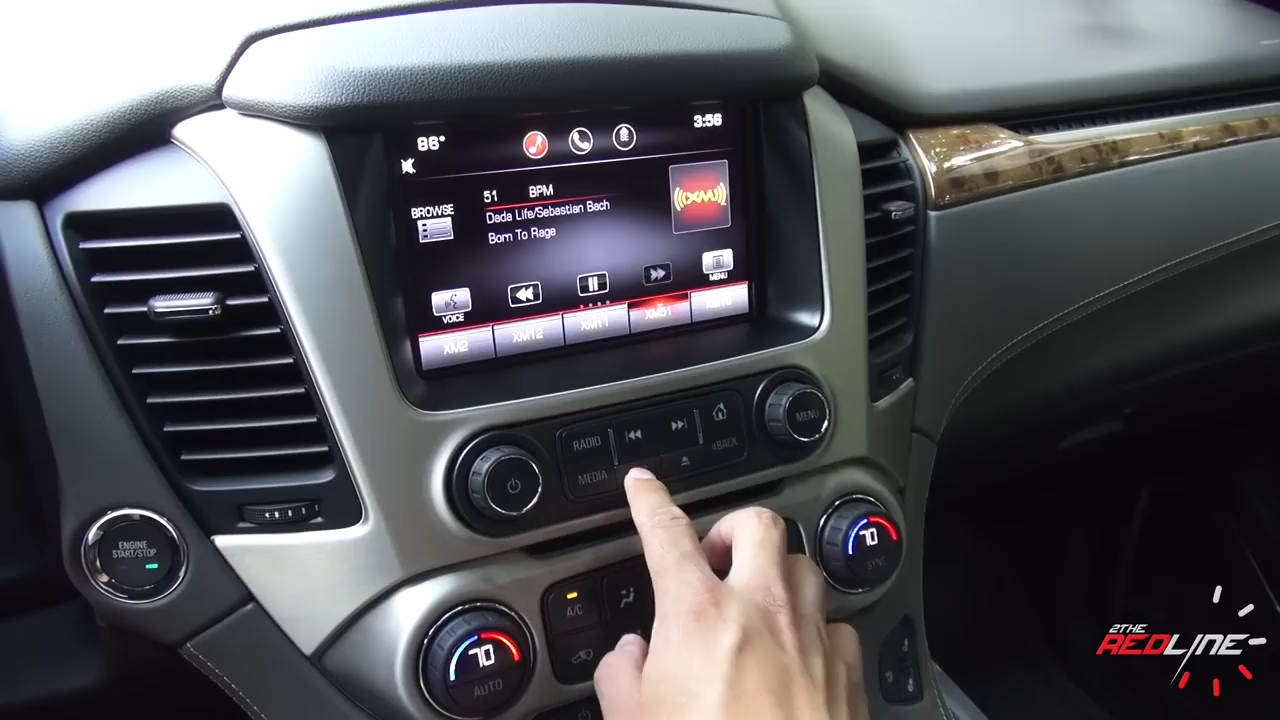 86°
3:56
51 BPM
Dada Life/Sebastian Bach
Born To Rage
(XM)
BROWSE
MENU
VOICE
XM2
XM12
XM11
XM51
RADIO
MEDIA
BACK
MENU
ENGINE
START/STOP
A/C
70
AUTO
70
SYNC
2THE
REDLINE